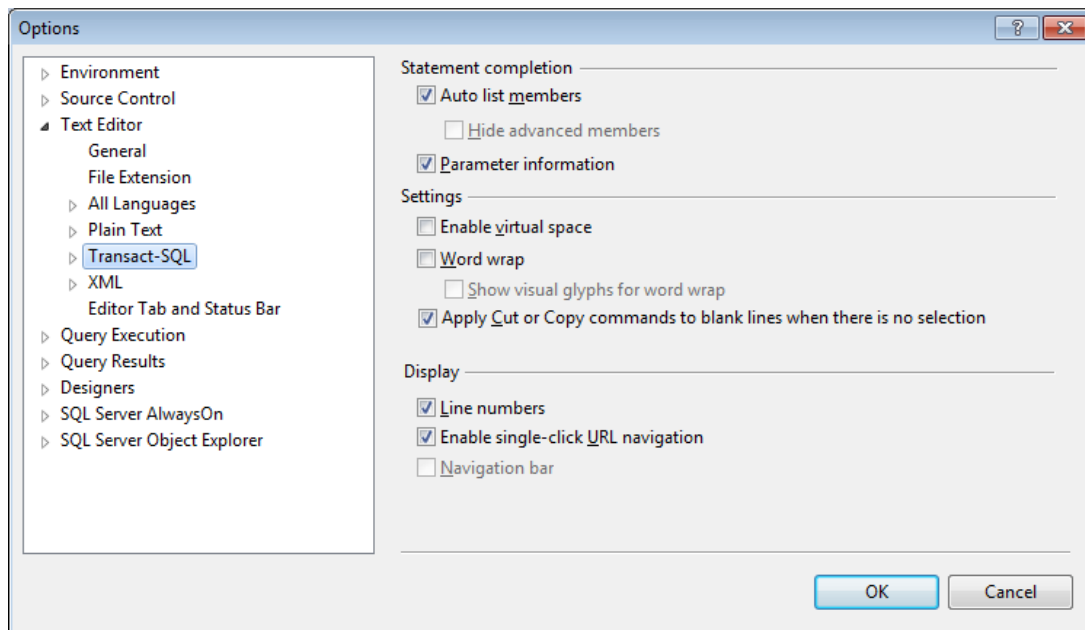 Options
Environment
Source Control
Text Editor
General
File Extension
All Languages
Plain Text
Transact-SQL
XML
Editor Tab and Status Bar
Query Execution
Query Results
Designers
SQL Server AlwaysOn
SQL Server Object Explorer
Statement completion
Auto list members
Hide advanced members
Parameter information
Settings
Enable virtual space
Word wrap
Show visual glyphs for word wrap
Apply Cut or Copy commands to blank lines when there is no selection
Display
Line numbers
Enable single-click URL navigation
Navigation bar
OK
Cancel